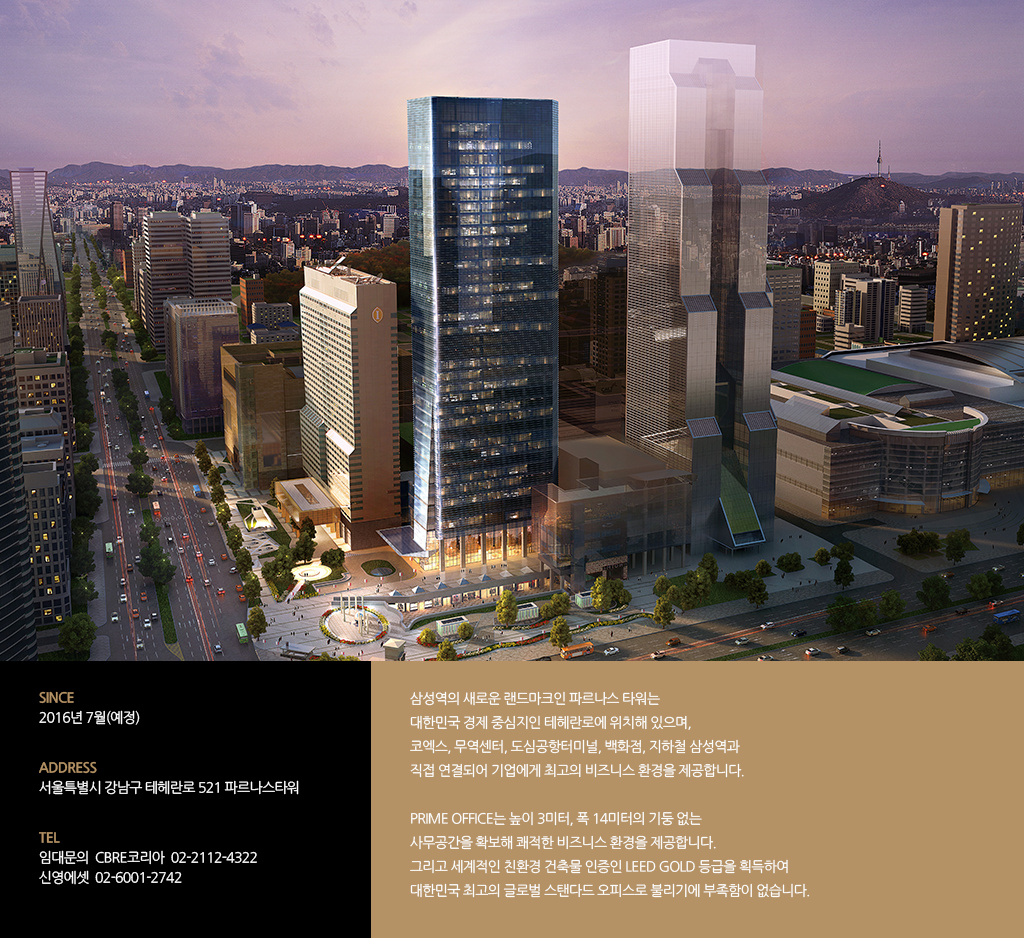 SINCE
2016년 7월(예정)
ADDRESS
서울특별시 강남구 테헤란로 521 파르나스타워
TEL
임대문의 CBRE코리아 02-2112-4322
신영에셋 02-6001-2742
삼성역의 새로운 랜드마크인 파르나스 타워는
대한민국 경제 중심지인 테헤란로에 위치해 있으며,
코엑스, 무역센터, 도심공항터미널, 백화점, 지하철 삼성역과
직접 연결되어 기업에게 최고의 비즈니스 환경을 제공합니다.
PRIME OFFICE는 높이 3미터, 폭 14미터의 기둥 없는
사무공간을 확보해 쾌적한 비즈니스 환경을 제공합니다.
그리고 세계적인 친환경 건축물 인증인 LEED GOLD 등급을 획득하여
대한민국 최고의 글로벌 스탠다드 오피스로 불리기에 부족함이 없습니다.